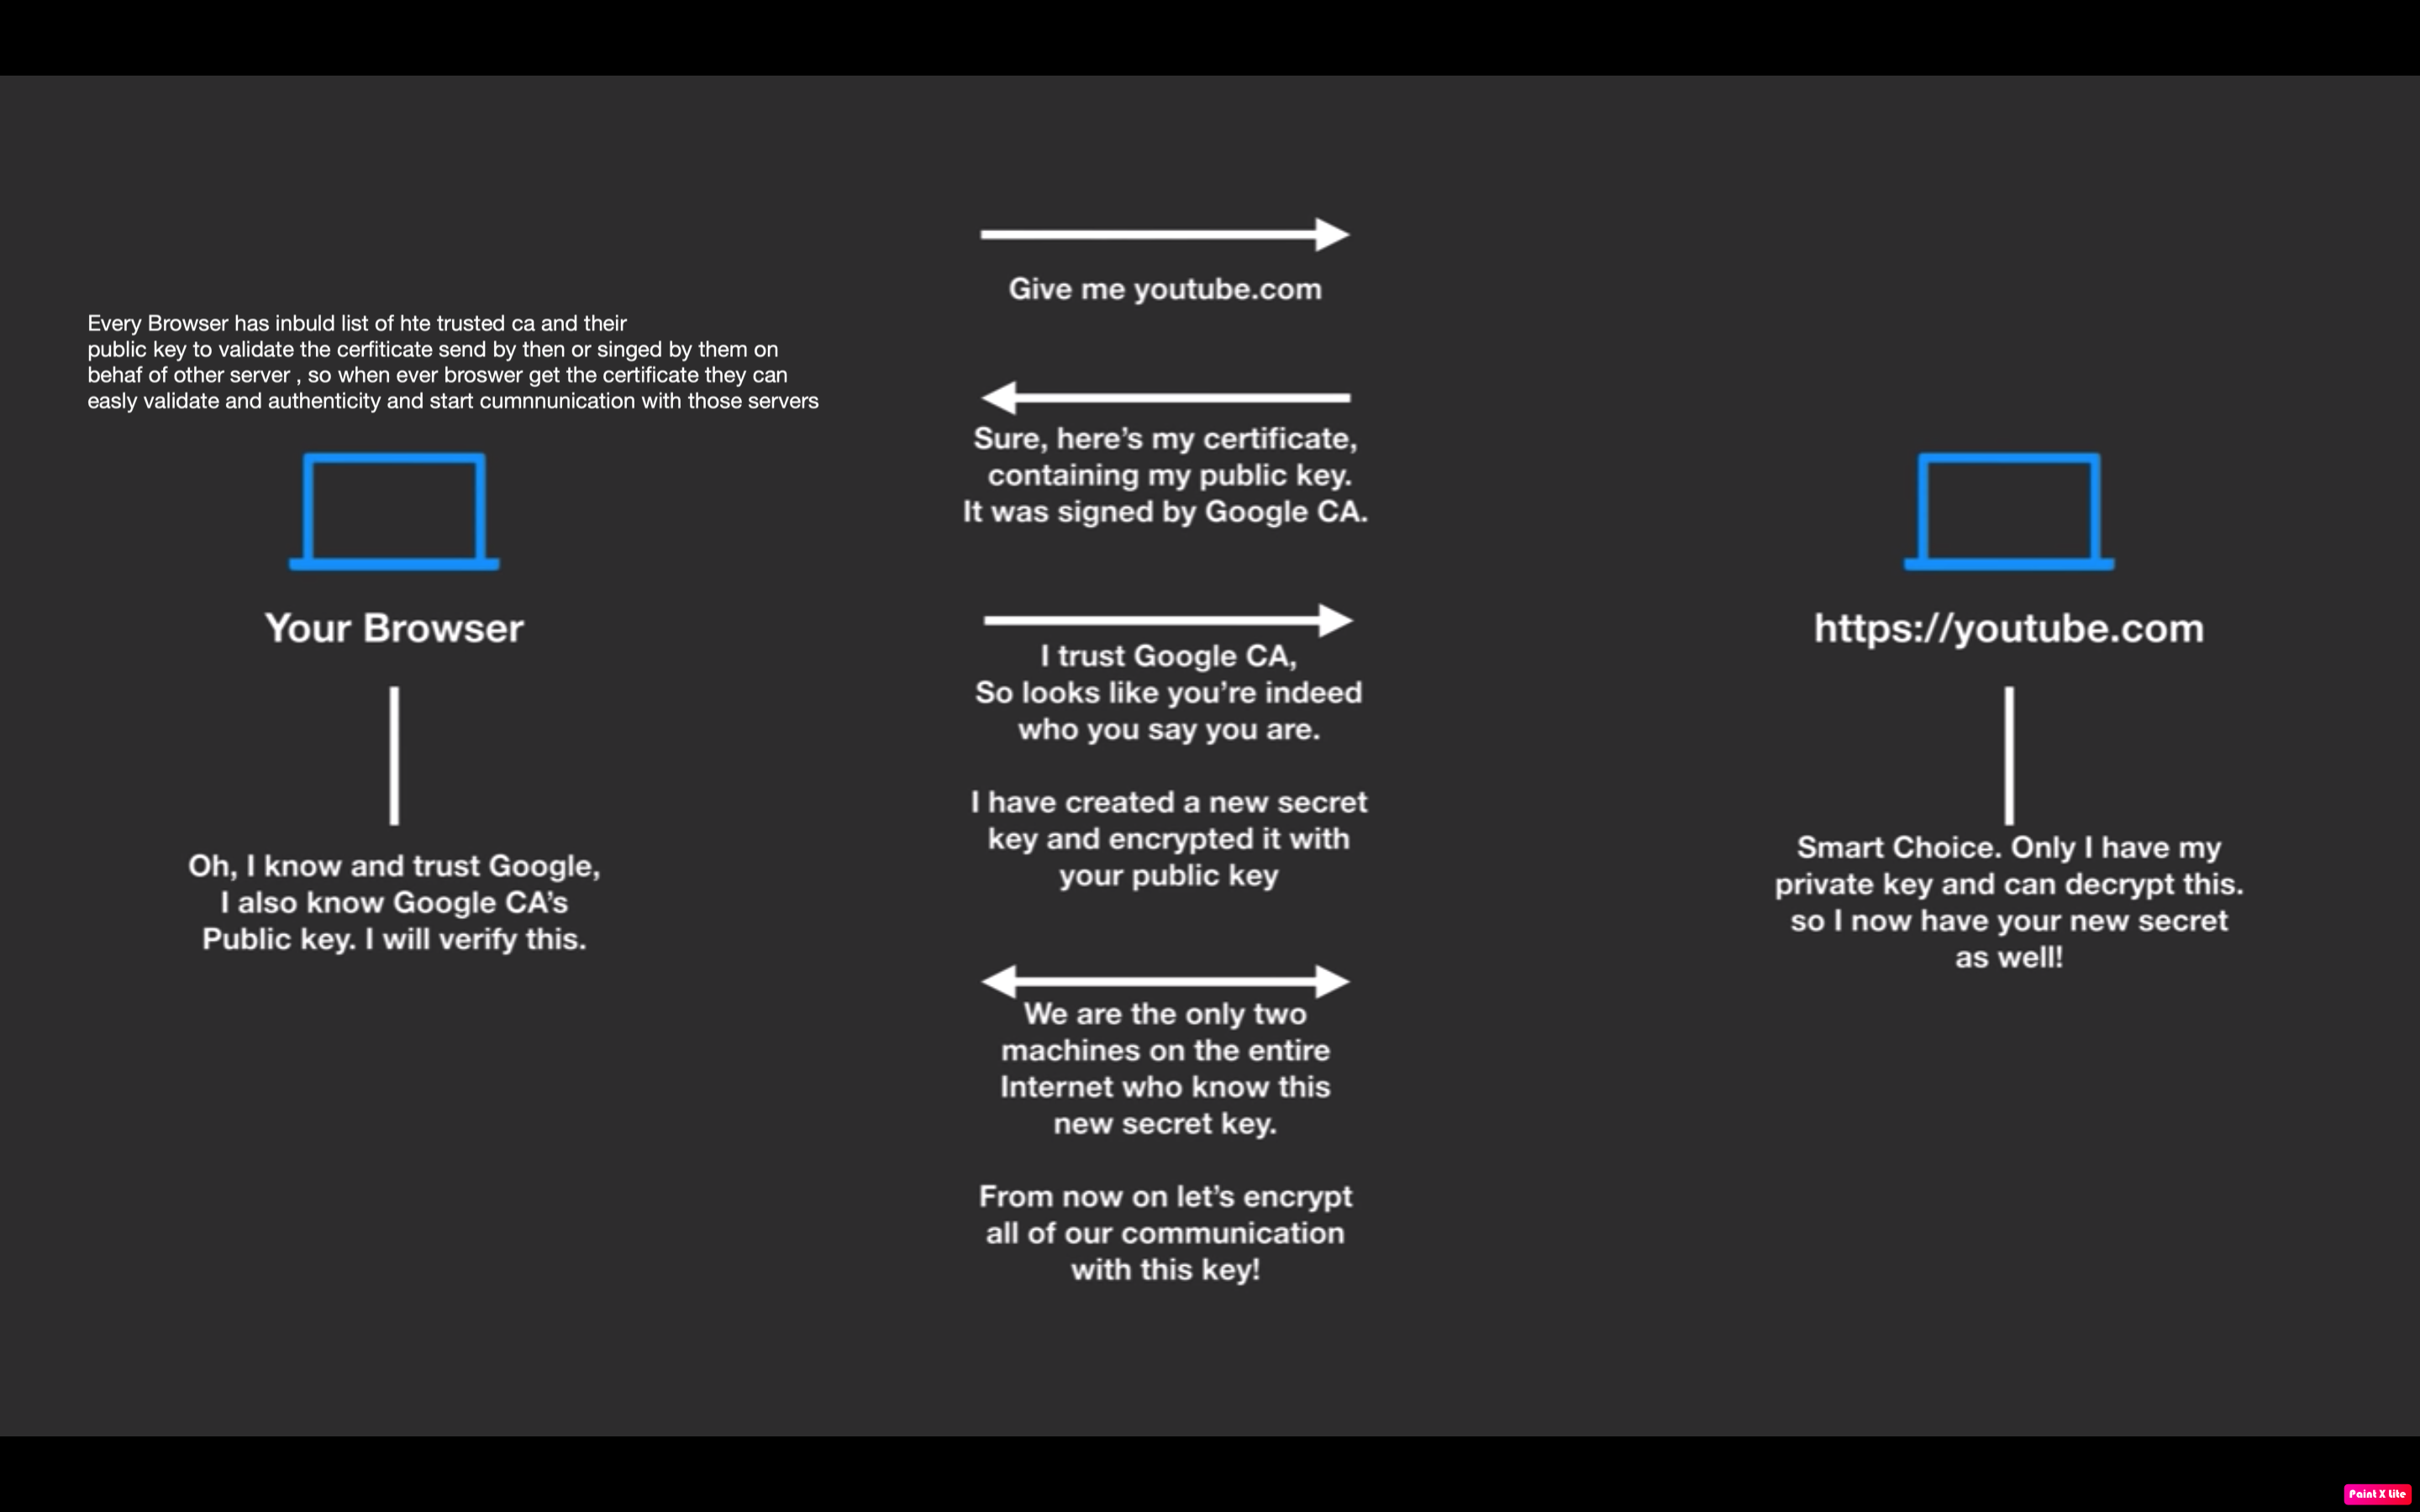 Give me youtube.com
Every Browser has inbuld list of hte trusted ca and their
public key to validate the cerfiticate send by then or singed by them on
behaf of other server , so when ever broswer get the certificate they can
easly validate and authenticity and start cumnnunication with those servers
Sure, here’s my certificate,
containing my public key.
It was signed by Google CA.
Your Browser
https://youtube.com
I trust Google CA,
So looks like you’re indeed
who you say you are.
I have created a new secret
key and encrypted it with
your public key
Oh, I know and trust Google,
I also know Google CA’s
Public key. I will verify this.
Smart Choice. Only I have my
private key and can decrypt this.
so I now have your new secret
as well!
We are the only two
machines on the entire
Internet who know this
new secret key.
From now on let’s encrypt
all of our communication
with this key!
Paint X lite